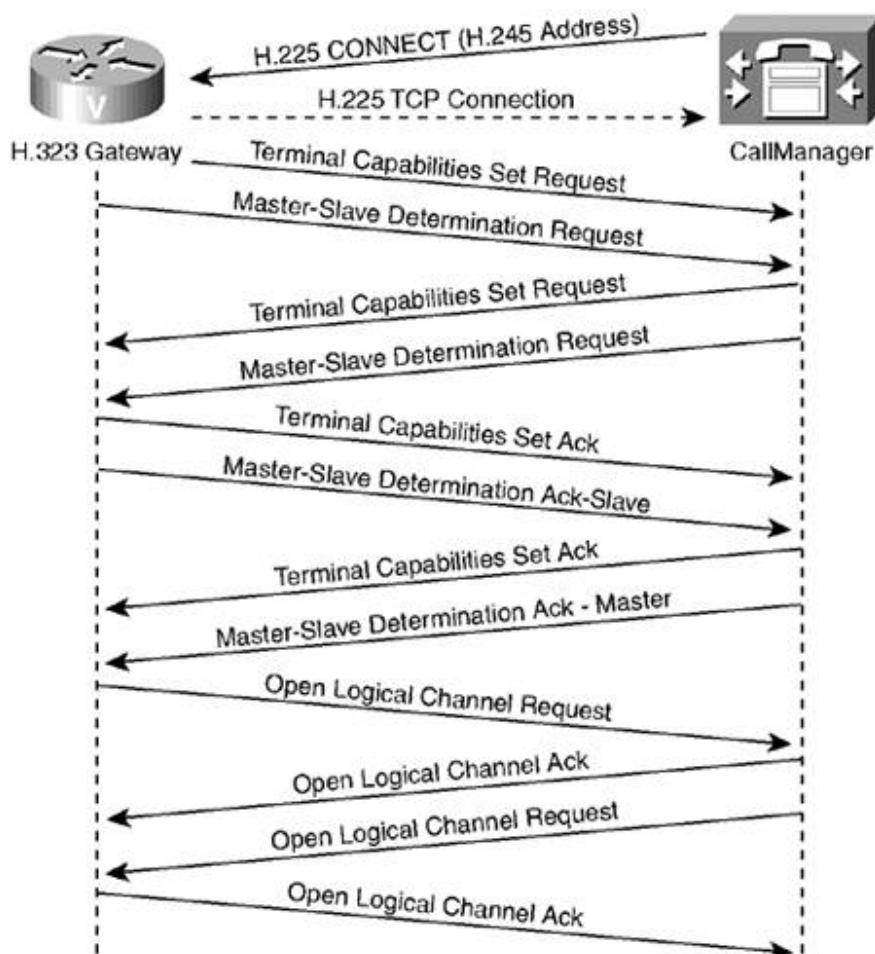 H.225 CONNECT (H.245 Address)
H.225 TCP Connection
V
H.323 Gateway
CallManager
Terminal Capabilities Set Request
Master-Slave Determination Request
Terminal Capabilities Set Request
Master-Slave Determination Request
Terminal Capabilities Set Ack
Master-Slave Determination Ack-Slave
Terminal Capabilities Set Ack
Master-Slave Determination Ack - Master
Open Logical Channel Request
Open Logical Channel Ack
Open Logical Channel Request
Open Logical Channel Ack